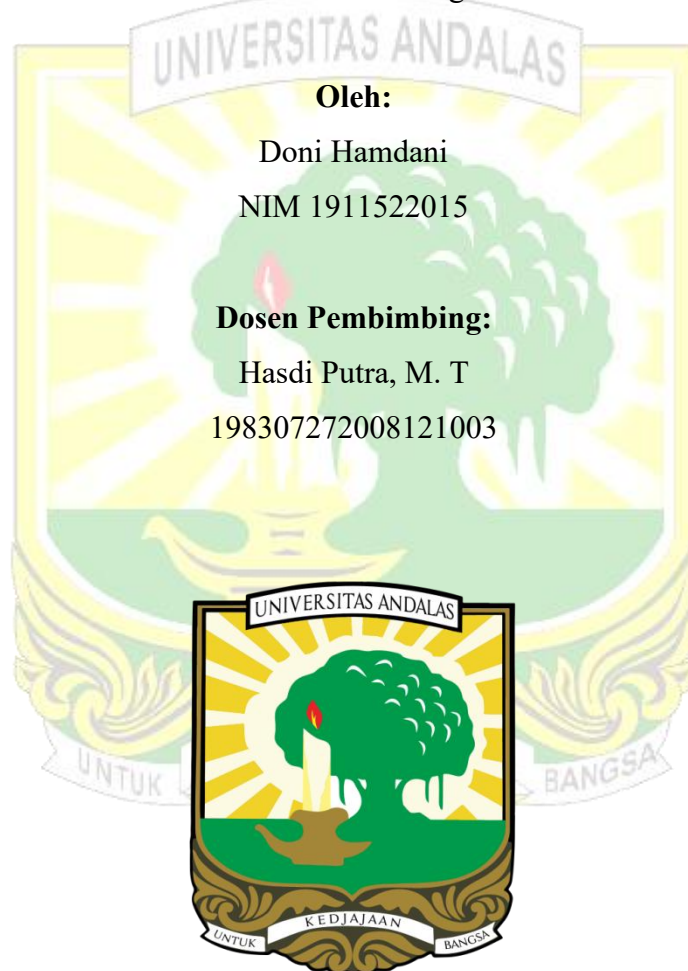 UNIVERSITAS ANDALAS
Oleh:
Doni Hamdani
NIM 1911522015
Dosen Pembimbing:
Hasdi Putra, M. T
198307272008121003
UNIVERSITAS ANDALAS
UNTUK
BANGSA
UNTUK KEDJAJAAN BANGSA